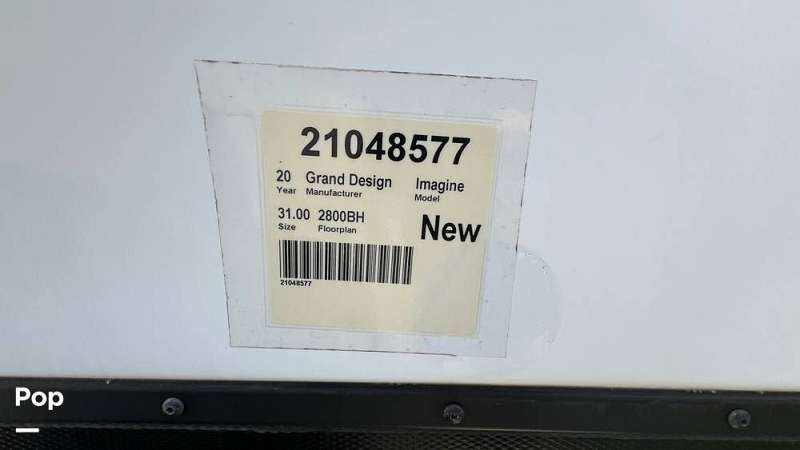 21048577
20 Grand Design Imagine
Year Manufacturer Model
31.00 2800BH New
Size Floorplan
21048577
Pop